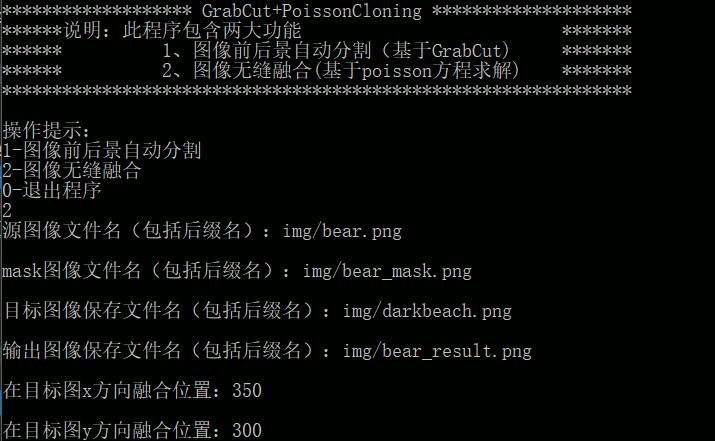 ******************* GrabCut+PoissonCloning ********************
******说明：此程序包含两大功能 *******
****** 1、图像前后景自动分割（基于GrabCut) *******
****** 2、图像无缝融合(基于poisson方程求解) *******
***************************************************************
操作提示：
1-图像前后景自动分割
2-图像无缝融合
0-退出程序
2
源图像文件名（包括后缀名）：img/bear.png
mask图像文件名（包括后缀名）：img/bear_mask.png
目标图像保存文件名（包括后缀名）：img/darkbeach.png
输出图像保存文件名（包括后缀名）：img/bear_result.png
在目标图x方向融合位置：350
在目标图y方向融合位置：300